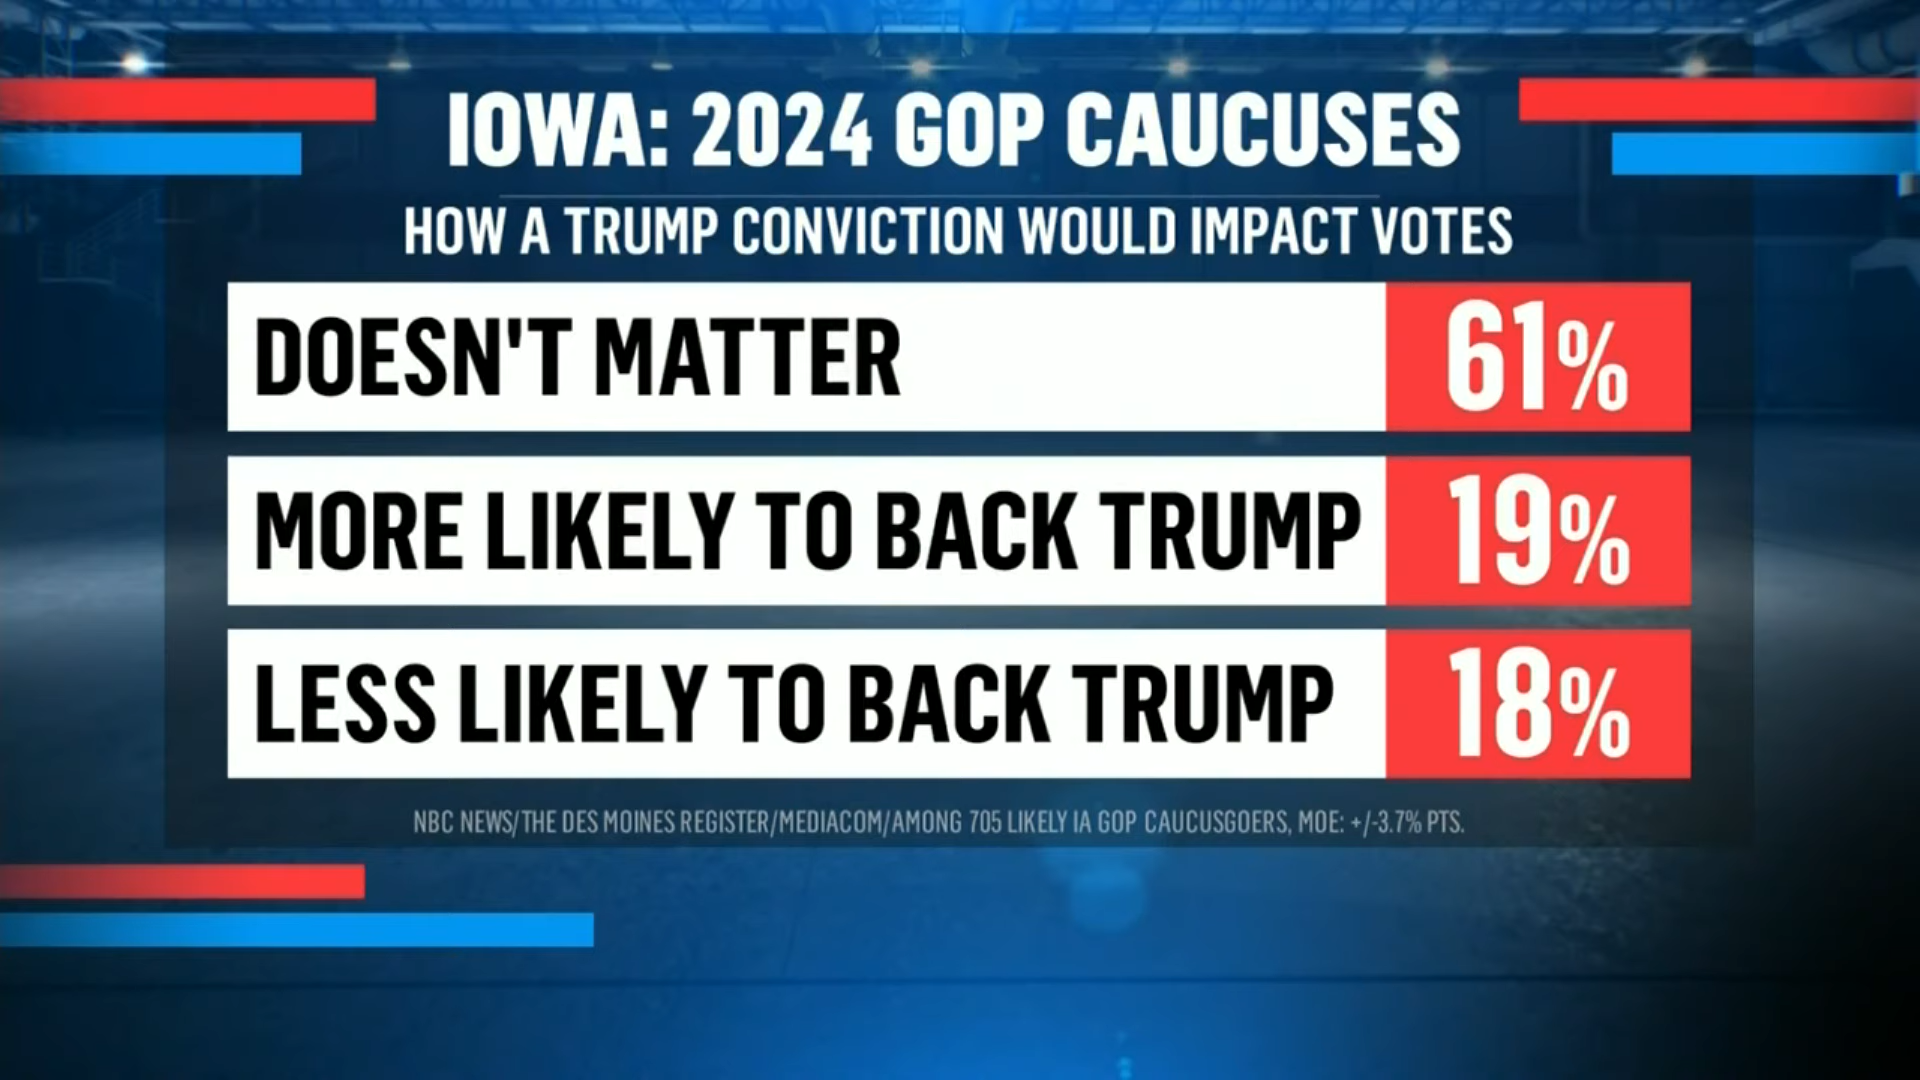 IOWA: 2024 GOP CAUCUSES
HOW A TRUMP CONVICTION WOULD IMPACT VOTES
DOESN'T MATTER 61%
MORE LIKELY TO BACK TRUMP 19%
LESS LIKELY TO BACK TRUMP 18%
NBC NEWS/THE DES MOINES REGISTER/MEDIACOM/AMONG 705 LIKELY IA GOP CAUCUSGOERS, MOE: +/-3.7% PTS.